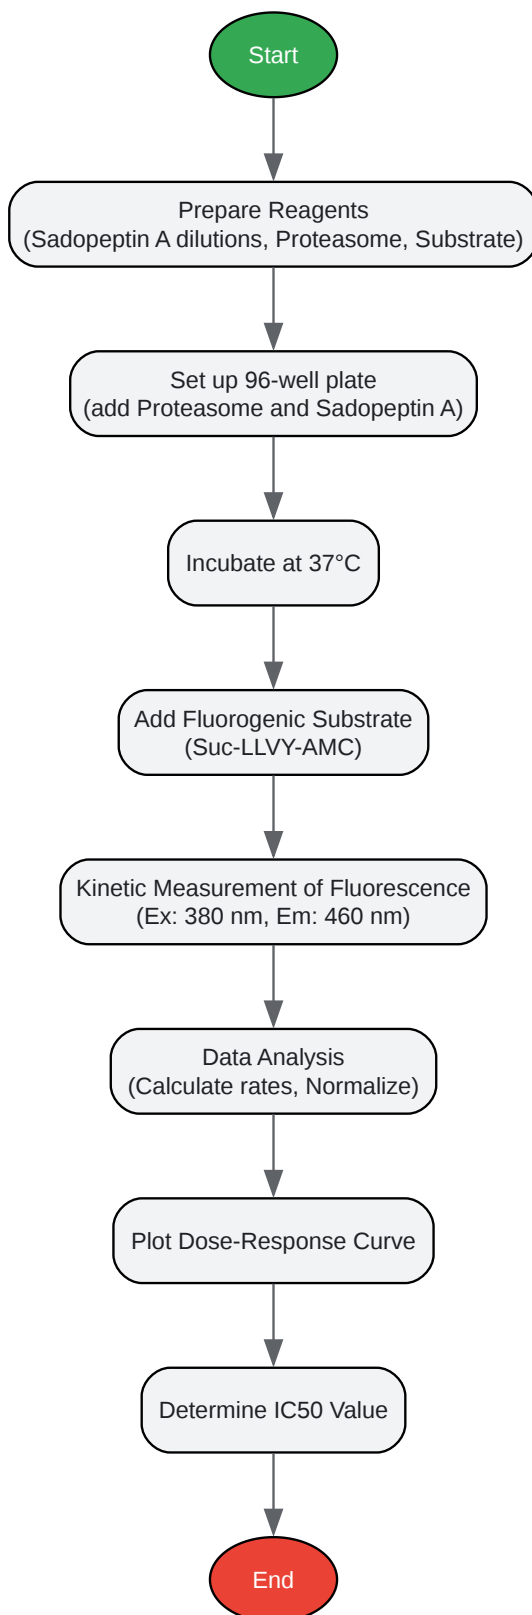 Start
Prepare Reagents
(Sadopeptin A dilutions, Proteasome, Substrate)
Set up 96-well plate
(add Proteasome and Sadopeptin A)
Incubate at 37°C
Add Fluorogenic Substrate
(Suc-LLVY-AMC)
Kinetic Measurement of Fluorescence
(Ex: 380 nm, Em: 460 nm)
Data Analysis
(Calculate rates, Normalize)
Plot Dose-Response Curve
Determine IC50 Value
End